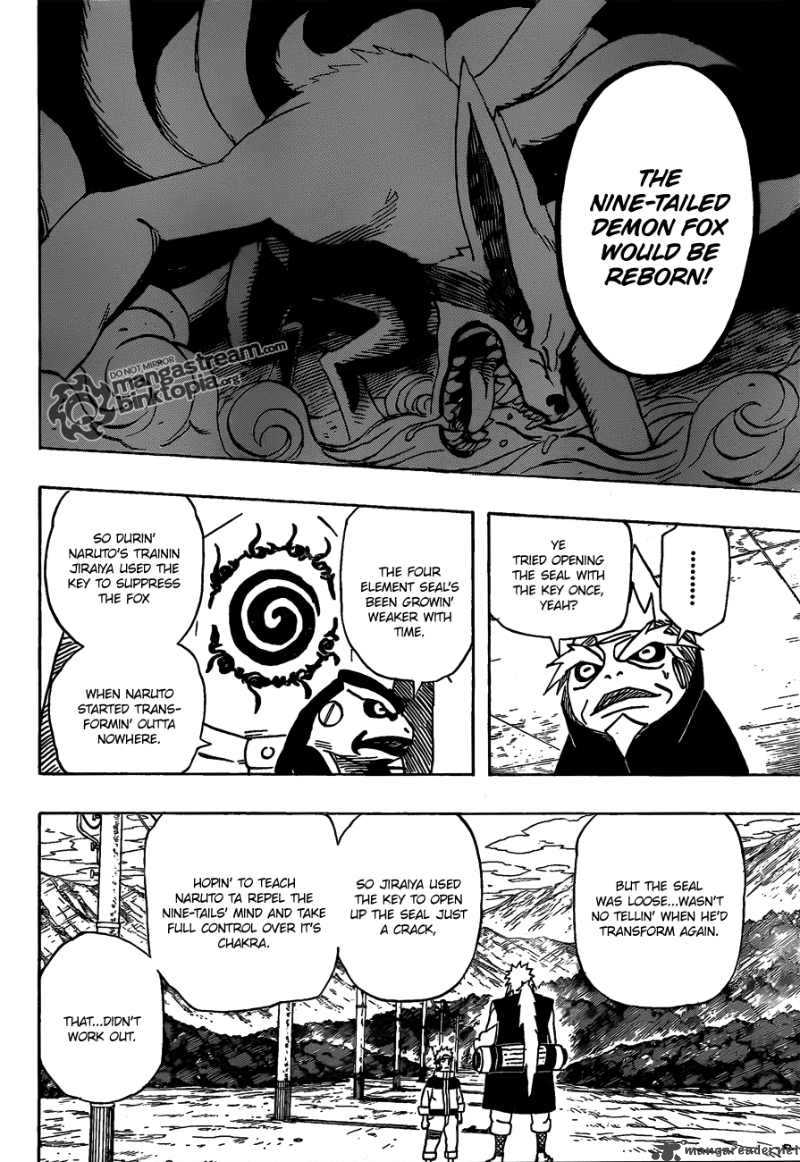 THE
NINE-TAILED
DEMON FOX
WOULD BE
REBORN!
DO NOT MIRROR
mangastream.com
binktopia.org
.........
YE
TRIED OPENING
THE SEAL WITH
THE KEY ONCE,
YEAH?
THE FOUR
ELEMENT SEAL'S
BEEN GROWIN'
WEAKER WITH
TIME.
SO DURIN'
NARUTO'S TRAININ
JIRAIYA USED THE
KEY TO SUPPRESS
THE FOX
WHEN NARUTO
STARTED TRANS-
FORMIN' OUTTA
NOWHERE.
BUT THE SEAL
WAS LOOSE...WASN'T
NO TELLIN' WHEN HE'D
TRANSFORM AGAIN.
SO JIRAIYA USED
THE KEY TO OPEN
UP THE SEAL JUST
A CRACK,
HOPIN' TO TEACH
NARUTO TA REPEL THE
NINE-TAILS' MIND AND TAKE
FULL CONTROL OVER IT'S
CHAKRA.
THAT...DIDN'T
WORK OUT.
mangareader.net